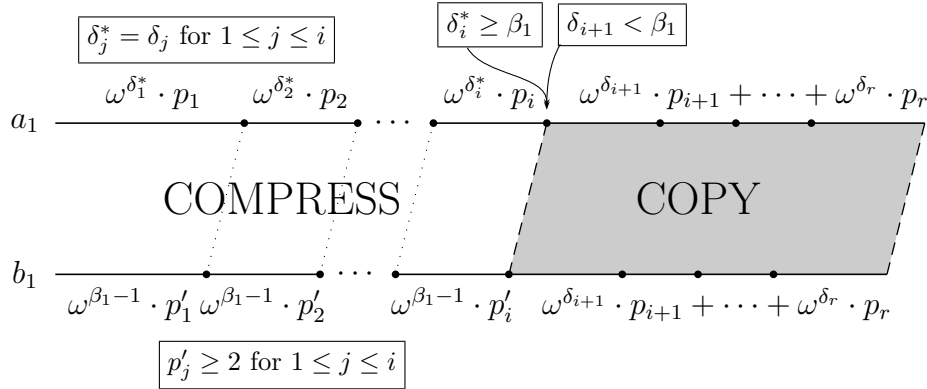 δ*_j = δ_j for 1 ≤ j ≤ i
δ*_i ≥ β_1
δ_{i+1} < β_1
ω^{δ*_1} · p_1
ω^{δ*_2} · p_2
ω^{δ*_i} · p_i
ω^{δ_{i+1}} · p_{i+1} + ⋯ + ω^{δ_r} · p_r
a_1
⋯
COMPRESS
COPY
b_1
⋯
ω^{β_1−1} · p′_1
ω^{β_1−1} · p′_2
ω^{β_1−1} · p′_i
ω^{δ_{i+1}} · p_{i+1} + ⋯ + ω^{δ_r} · p_r
p′_j ≥ 2 for 1 ≤ j ≤ i